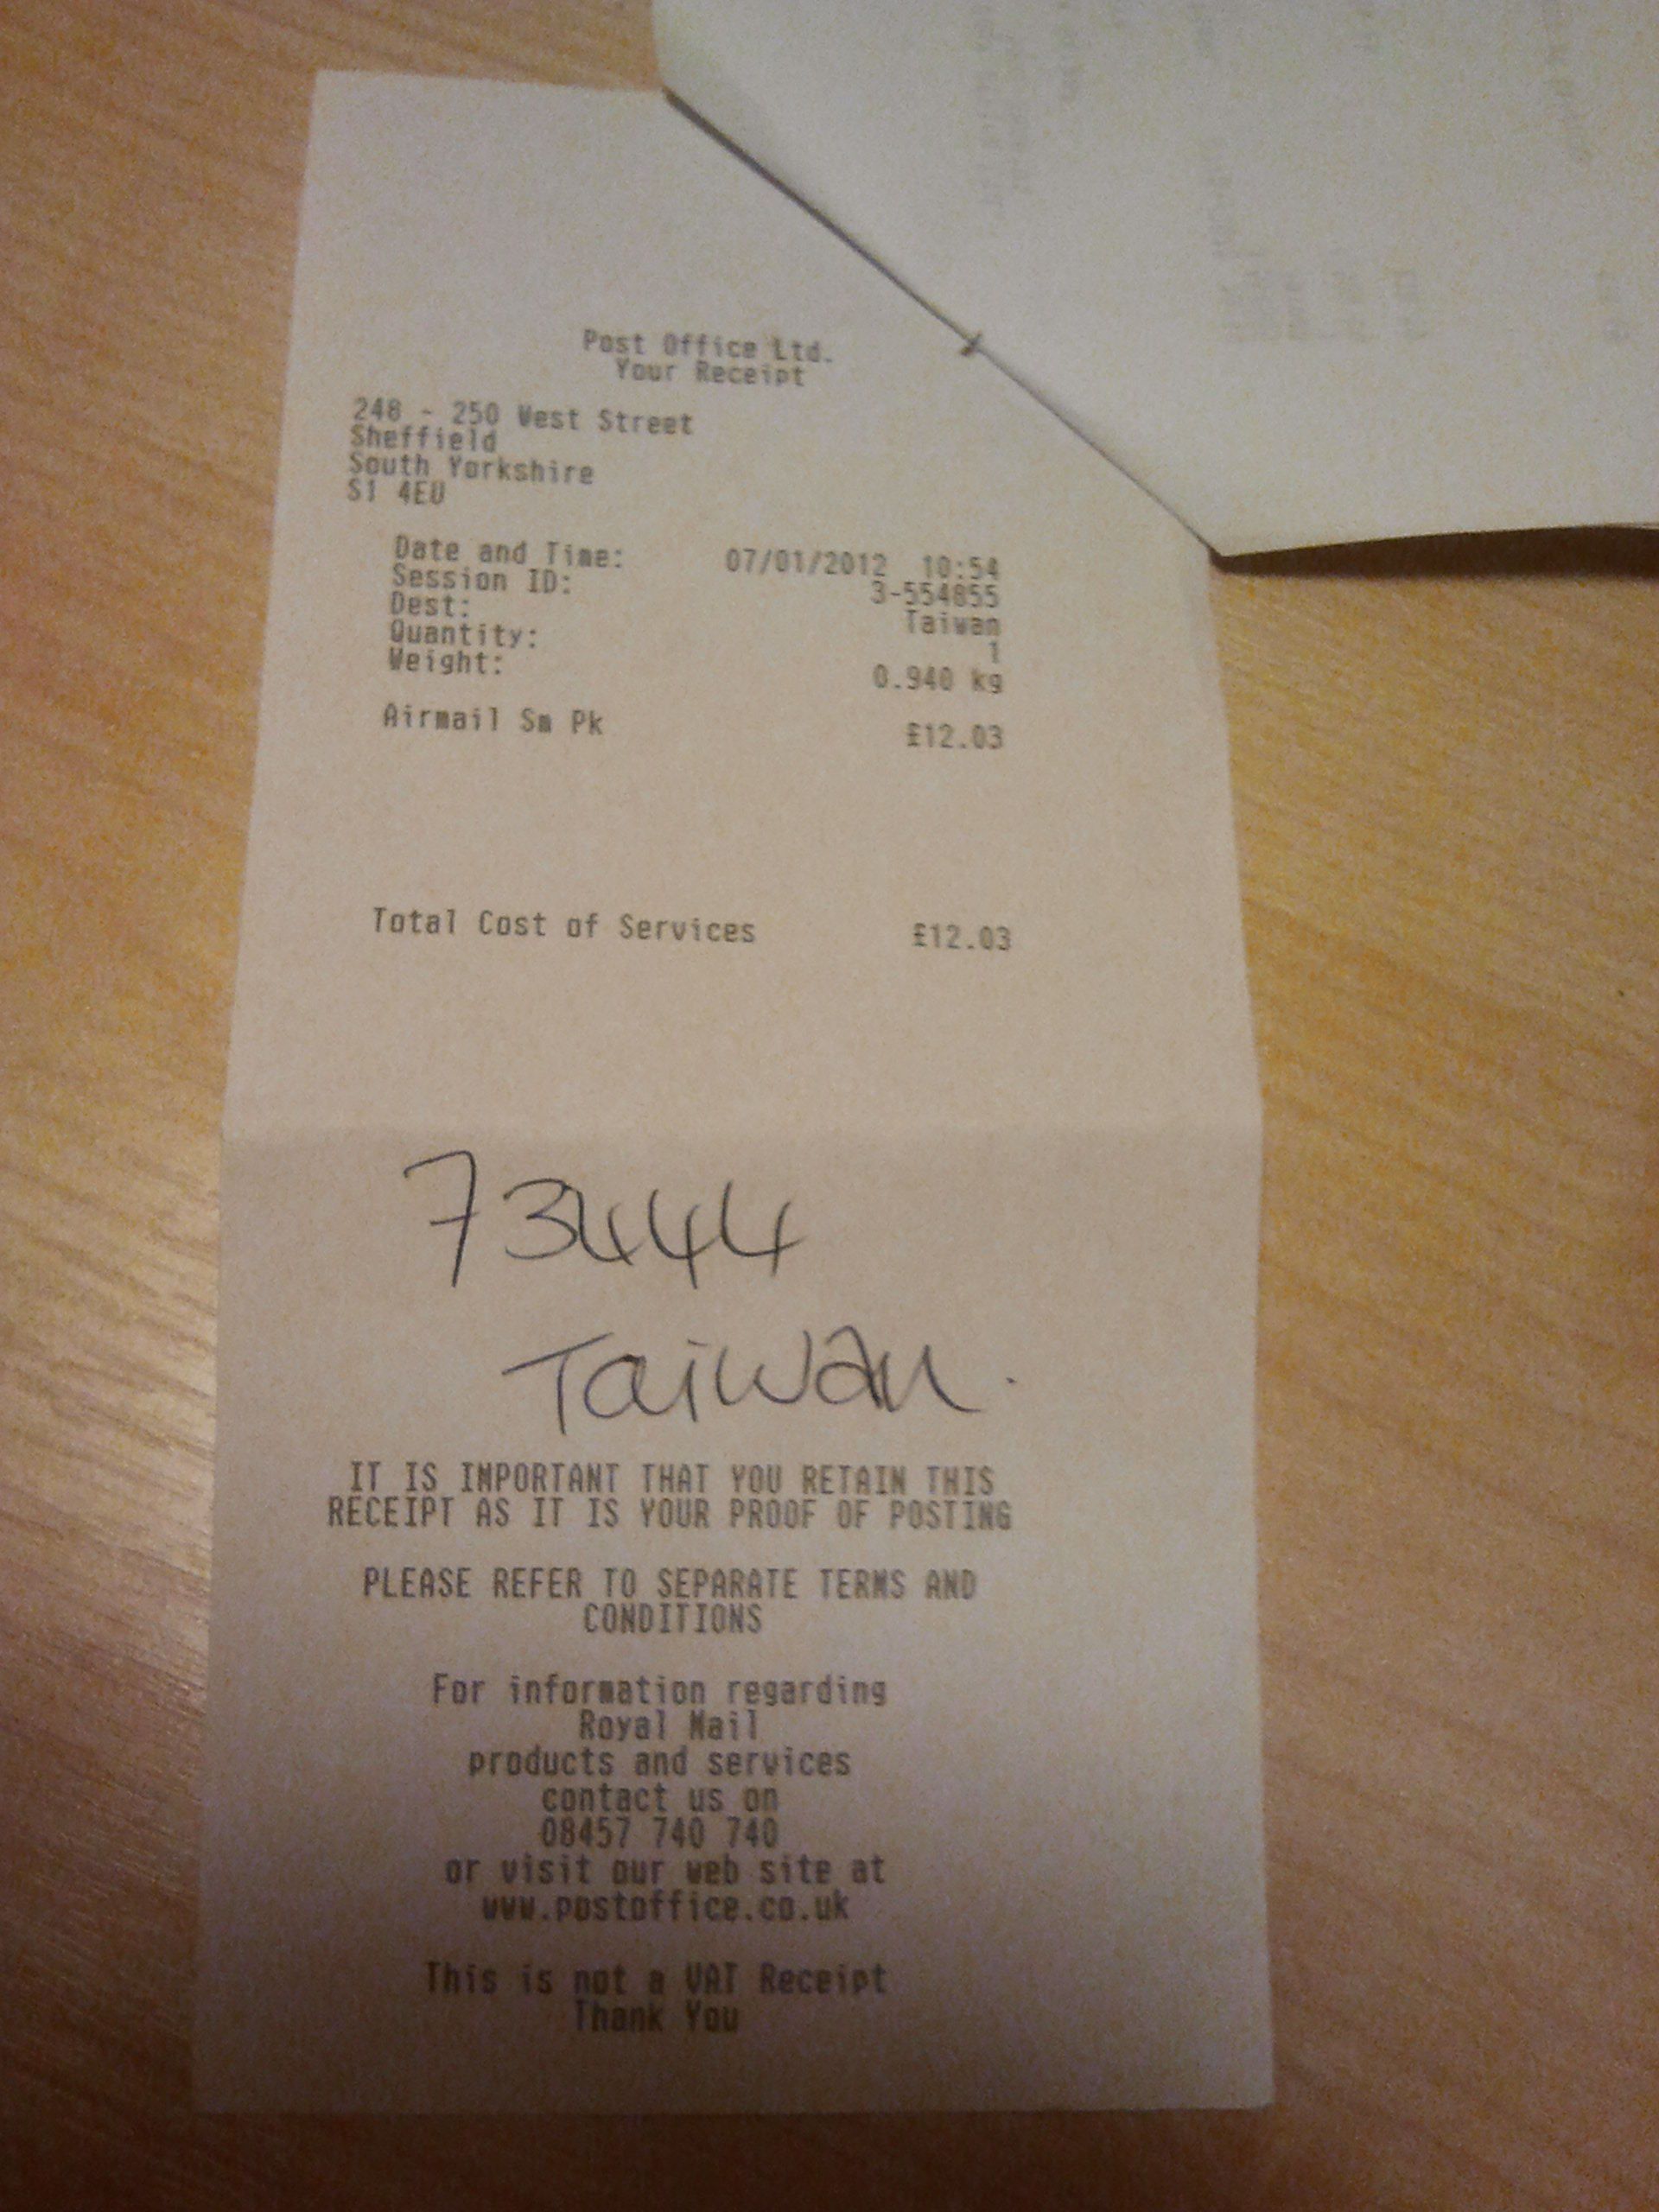 Post Office Ltd.
Your Receipt
248 - 250 West Street
Sheffield
South Yorkshire
S1 4EU
Date and Time: 07/01/2012 10:54
Session ID: 3-554855
Dest: Taiwan
Quantity: 1
Weight: 0.940 kg
Airmail Sm Pk £12.03
Total Cost of Services £12.03
73444
Taiwan.
IT IS IMPORTANT THAT YOU RETAIN THIS
RECEIPT AS IT IS YOUR PROOF OF POSTING
PLEASE REFER TO SEPARATE TERMS AND
CONDITIONS
For information regarding
Royal Mail
products and services
contact us on
08457 740 740
or visit our web site at
www.postoffice.co.uk
This is not a VAT Receipt
Thank You